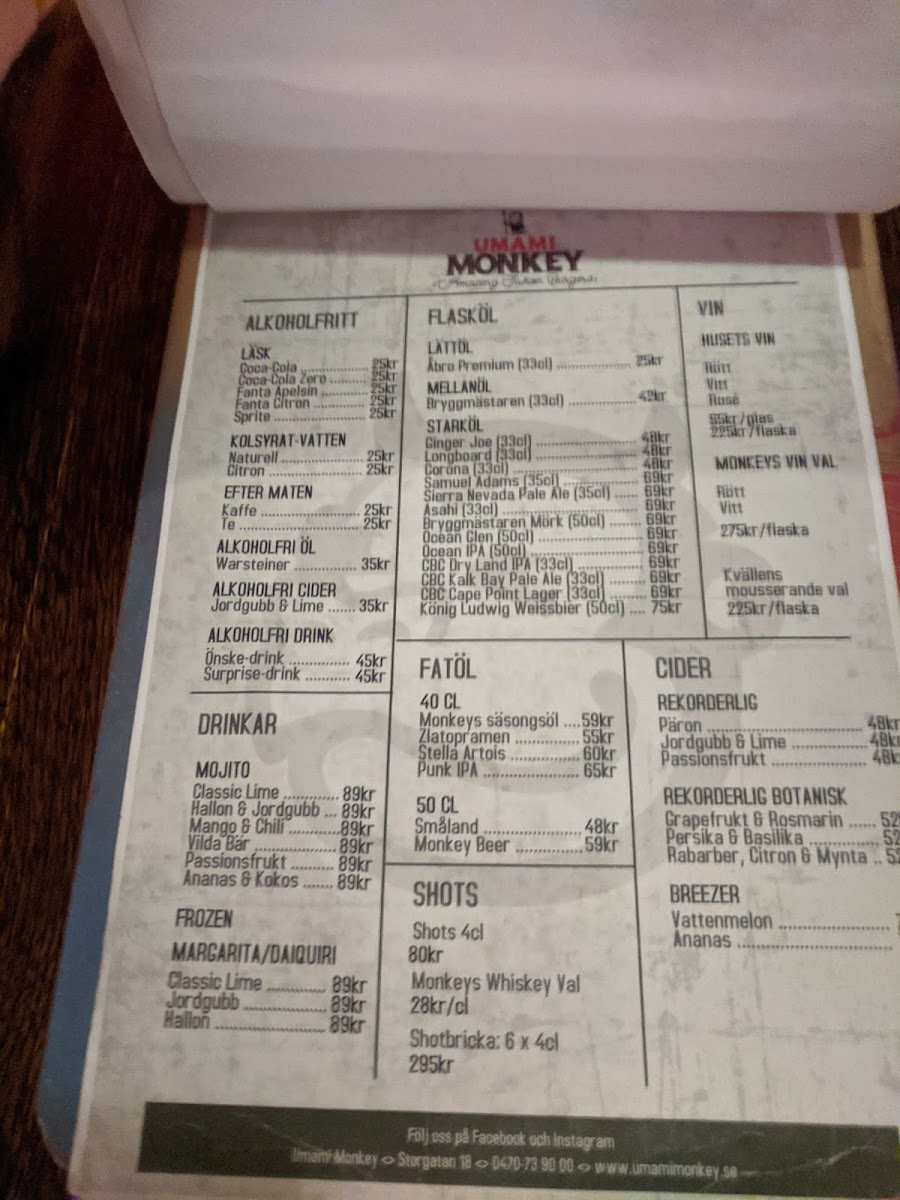 UMAMI
MONKEY
ALKOHOLFRITT
LÄSK
Coca-Cola ........ 25kr
Coca-Cola Zero ........ 25kr
Fanta Apelsin ........ 25kr
Fanta Citron ........ 25kr
Sprite ........ 25kr
KOLSYRAT-VATTEN
Naturell ........ 25kr
Citron ........ 25kr
EFTER MATEN
Kaffe ........ 25kr
Te ........ 25kr
ALKOHOLFRI ÖL
Warsteiner ........ 35kr
ALKOHOLFRI CIDER
Jordgubb & Lime ....... 35kr
ALKOHOLFRI DRINK
Önske-drink ........ 45kr
Surprise-drink ........ 45kr
DRINKAR
MOJITO
Classic Lime ........ 89kr
Hallon & Jordgubb ... 89kr
Mango & Chili ........ 89kr
Vilda Bär ........ 89kr
Passionsfrukt ........ 89kr
Ananas & Kokos ....... 89kr
FROZEN
MARGARITA/DAIQUIRI
Classic Lime ........ 89kr
Jordgubb ........ 89kr
Hallon ........ 89kr
FLASKÖL
LÄTTÖL
Åbro Premium (33cl) ........ 25kr
MELLANÖL
Bryggmästaren (33cl) ........ 42kr
STARKÖL
Ginger Joe (33cl) ........ 48kr
Longboard (33cl) ........ 48kr
Corona (33cl) ........ 48kr
Samuel Adams (35cl) ........ 69kr
Sierra Nevada Pale Ale (35cl) ...... 69kr
Asahi (33cl) ........ 69kr
Bryggmästaren Mörk (50cl) ........ 69kr
Ocean Glen (50cl) ........ 69kr
Ocean IPA (50cl) ........ 69kr
CBC Dry Land IPA (33cl) ........ 69kr
CBC Kalk Bay Pale Ale (33cl) ........ 69kr
CBC Cape Point Lager (33cl) ........ 69kr
König Ludwig Weissbier (50cl) .... 75kr
VIN
HUSETS VIN
Rött
Vitt
Rosé
55kr/glas
225kr/flaska
MONKEYS VIN VAL
Rött
Vitt
275kr/flaska
Kvällens
mousserande val
225kr/flaska
FATÖL
40 CL
Monkeys säsongsöl ....59kr
Zlatopramen ........ 55kr
Stella Artois ........ 60kr
Punk IPA ........ 65kr
50 CL
Småland ........ 48kr
Monkey Beer ........ 59kr
SHOTS
Shots 4cl
80kr
Monkeys Whiskey Val
28kr/cl
Shotbricka: 6 x 4cl
295kr
CIDER
REKORDERLIG
Päron ........ 48kr
Jordgubb & Lime ........ 48kr
Passionsfrukt ........ 48k
REKORDERLIG BOTANISK
Grapefrukt & Rosmarin ...... 52
Persika & Basilika ........ 52
Rabarber, Citron & Mynta .. 52
BREEZER
Vattenmelon ........
Ananas ........
Följ oss på Facebook och Instagram
Umami Monkey <> Storgatan 18 <> 0470-73 90 00 <> www.umamimonkey.se